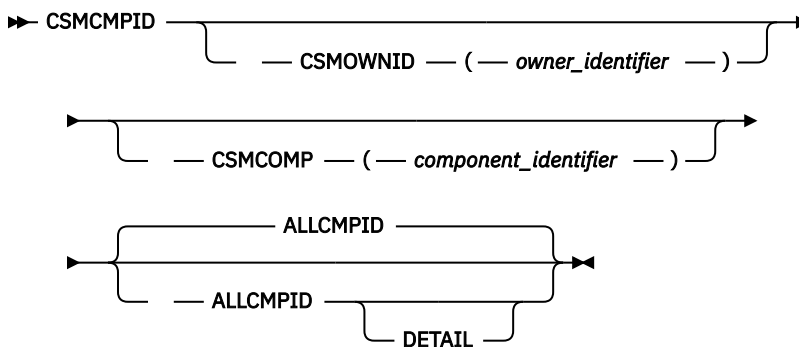 CSMCMPID
CSMOWNID ( owner_identifier )
CSMCOMP ( component_identifier )
ALLCMPID
ALLCMPID
DETAIL